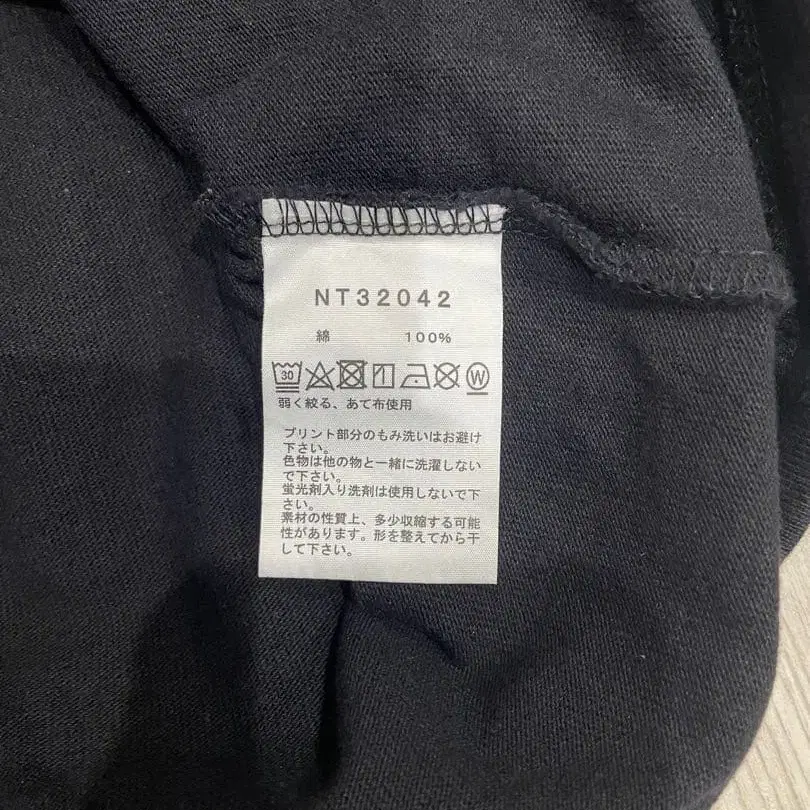 NT32042
綿 100%
30 W
弱く絞る、あて布使用
プリント部分のもみ洗いはお避け
下さい。
色物は他の物と一緒に洗濯しない
で下さい。
蛍光剤入り洗剤は使用しないで下
さい。
素材の性質上、多少収縮する可能
性があります。形を整えてから干
して下さい。